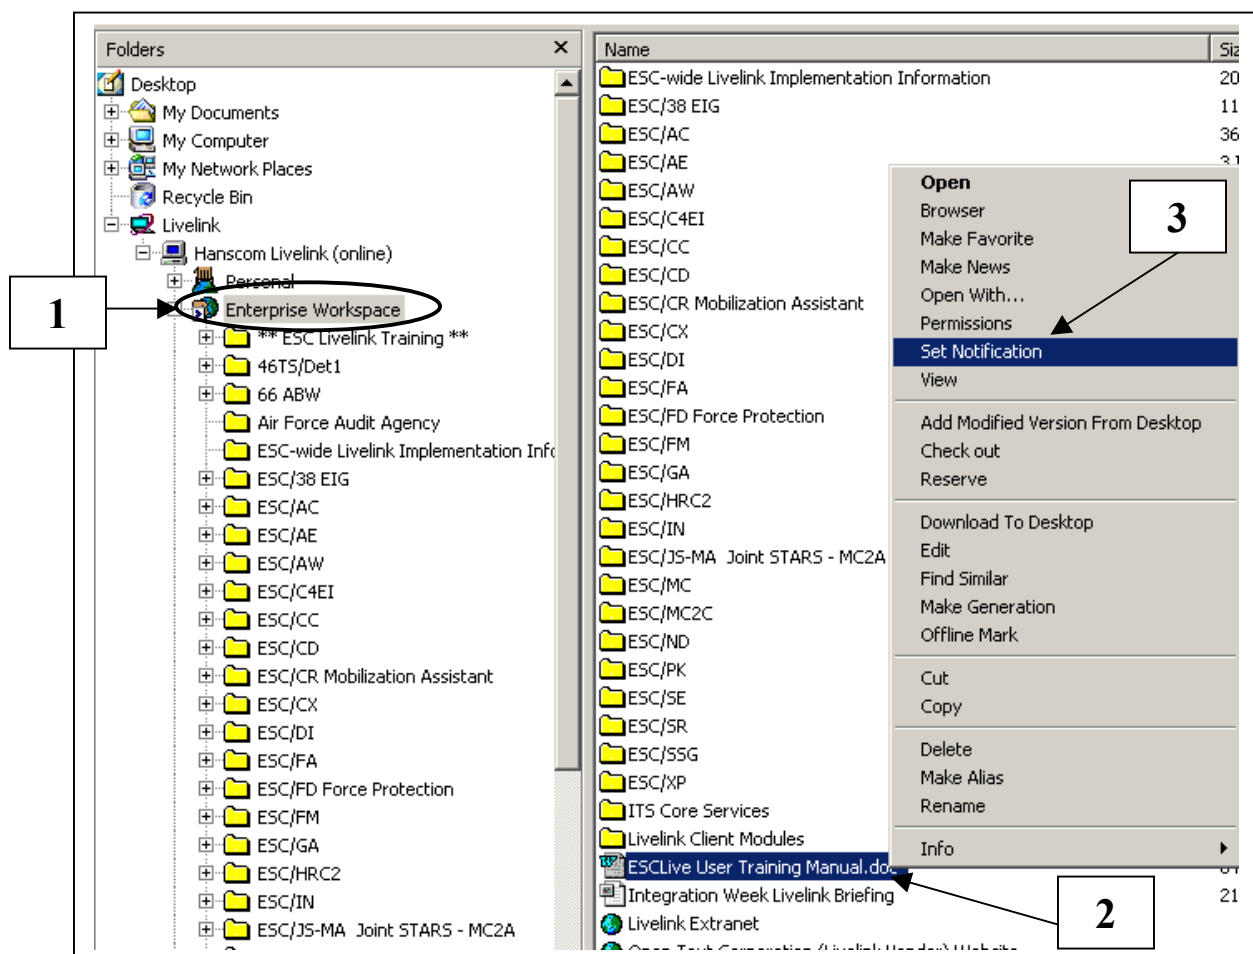 Folders
Desktop
My Documents
My Computer
My Network Places
Recycle Bin
Livelink
Hanscom Livelink (online)
Personal
Enterprise Workspace
** ESC Livelink Training **
46TS/Det1
66 ABW
Air Force Audit Agency
ESC-wide Livelink Implementation Info
ESC/38 EIG
ESC/AC
ESC/AE
ESC/AW
ESC/C4EI
ESC/CC
ESC/CD
ESC/CR Mobilization Assistant
ESC/CX
ESC/DI
ESC/FA
ESC/FD Force Protection
ESC/FM
ESC/GA
ESC/HRC2
ESC/IN
ESC/JS-MA Joint STARS - MC2A
1
Name
ESC-wide Livelink Implementation Information 20
ESC/38 EIG 11
ESC/AC 36
ESC/AE
ESC/AW
ESC/C4EI
ESC/CC
ESC/CD
ESC/CR Mobilization Assistant
ESC/CX
ESC/DI
ESC/FA
ESC/FD Force Protection
ESC/FM
ESC/GA
ESC/HRC2
ESC/IN
ESC/JS-MA Joint STARS - MC2A
ESC/MC
ESC/MC2C
ESC/ND
ESC/PK
ESC/SE
ESC/SR
ESC/SSG
ESC/XP
ITS Core Services
Livelink Client Modules
ESCLive User Training Manual.doc
Integration Week Livelink Briefing 21
Livelink Extranet
Open Text Corporation (Livelink Vendor) Website
2
Open
Browser
Make Favorite
Make News
Open With...
Permissions
Set Notification
View
Add Modified Version From Desktop
Check out
Reserve
Download To Desktop
Edit
Find Similar
Make Generation
Offline Mark
Cut
Copy
Delete
Make Alias
Rename
Info
3